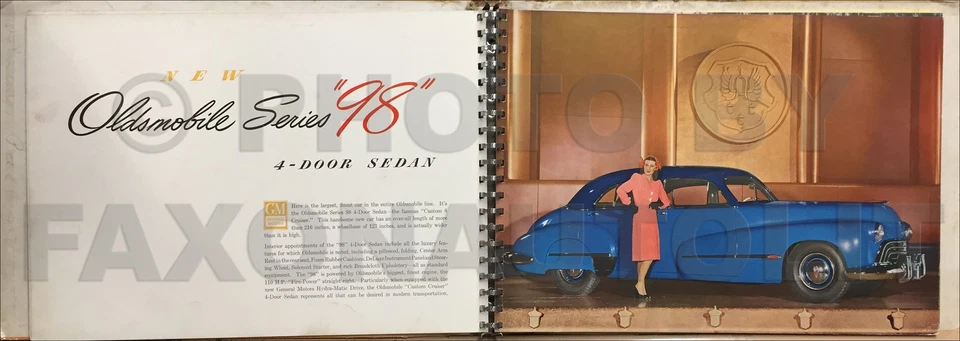 NEW
Oldsmobile Series "98"
4-DOOR SEDAN
GM
Here is the largest, finest car in the entire Oldsmobile line. It's
the Oldsmobile Series 98 4-Door Sedan—the famous "Custom 8
Cruiser." This handsome new car has an over-all length of more
than 216 inches, a wheelbase of 127 inches, and is actually wider
than it is high.
Interior appointments of the "98" 4-Door Sedan include all the luxury fea-
tures for which Oldsmobile is noted, including a pillowed, folding, Center Arm
Rest in the rear seat, Foam Rubber Cushions, DeLuxe Instrument Panel and Steer-
ing Wheel, Solenoid Starter, and rich Broadcloth Upholstery—all as standard
equipment. The "98" is powered by Oldsmobile's biggest, finest engine, the
110 H.P. "Fire-Power" straight eight. Particularly when equipped with the
new General Motors Hydra-Matic Drive, the Oldsmobile "Custom Cruiser"
4-Door Sedan represents all that can be desired in modern transportation.
© PHOTO BY
FAXONAUTO